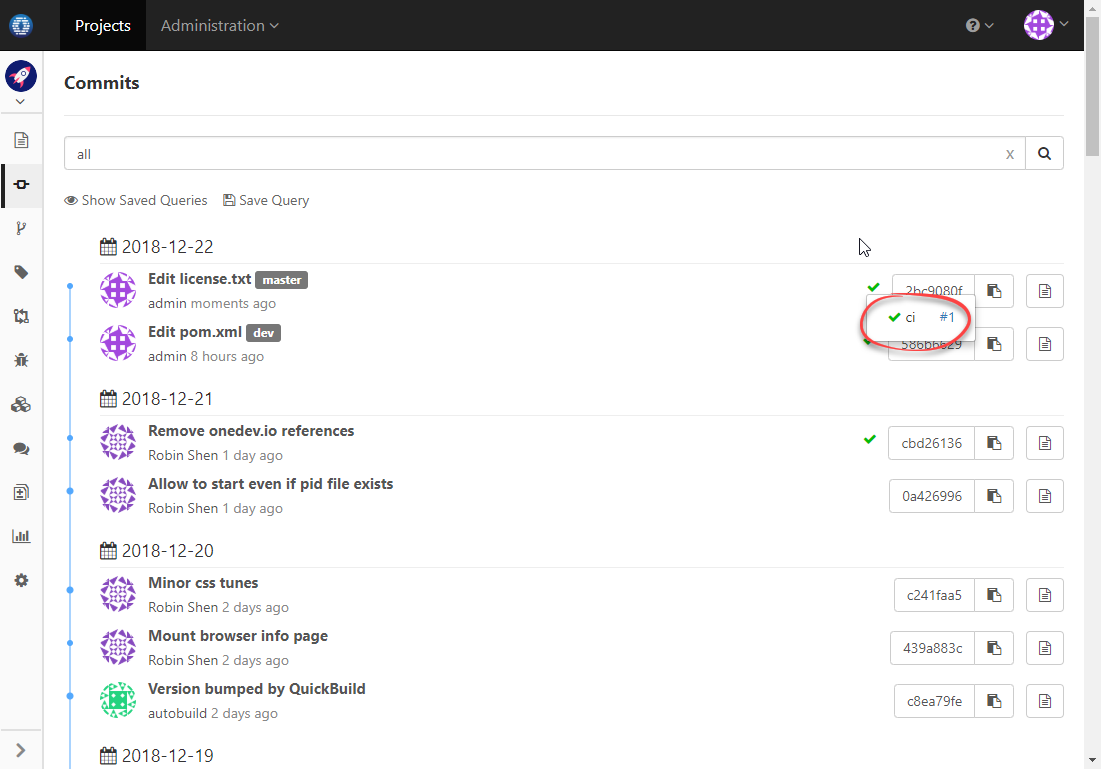 Projects Administration
Commits
all x
Show Saved Queries Save Query
2018-12-22
Edit license.txt master
admin moments ago
2bc9080f
ci #1
Edit pom.xml dev
admin 8 hours ago
586b6629
2018-12-21
Remove onedev.io references
Robin Shen 1 day ago
cbd26136
Allow to start even if pid file exists
Robin Shen 1 day ago
0a426996
2018-12-20
Minor css tunes
Robin Shen 2 days ago
c241faa5
Mount browser info page
Robin Shen 2 days ago
439a883c
Version bumped by QuickBuild
autobuild 2 days ago
c8ea79fe
2018-12-19